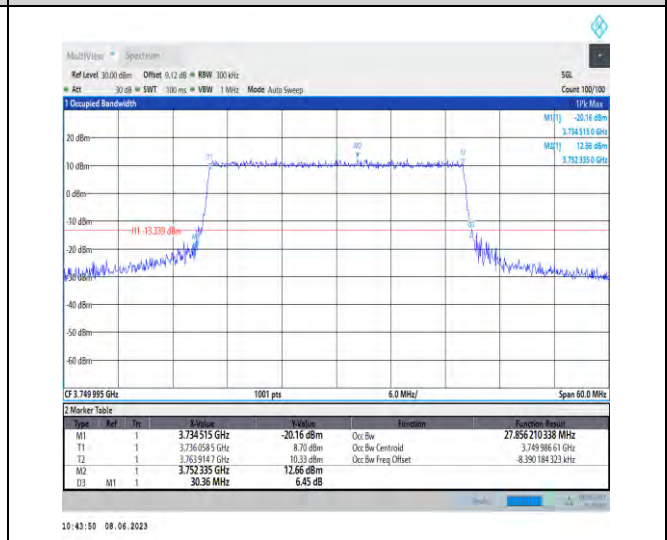 MultiView Spectrum
Ref Level 30.00 dBm Offset 9.12 dB RBW 300 kHz SGL
Att 30 dB SWT 100 ms VBW 1 MHz Mode Auto Sweep Count 100/100
1 Occupied Bandwidth 1Pk Max
M1[1] -20.16 dBm
3.734 515 0 GHz
M2[1]
3.752 335 0 GHz
20 dBm
10 dBm
0 dBm
-10 dBm
H1 -13.339 dBm
-20 dBm
-30 dBm
-40 dBm
-50 dBm
-60 dBm
CF 3.749 995 GHz 1001 pts 6.0 MHz/ Span 60.0 MHz
2 Marker Table
Type Ref Trc X-Value Y-Value Function Function Result
M1 1 3.734 515 GHz -20.16 dBm Occ Bw 27.856 210 338 MHz
T1 1 3.736 058 5 GHz 8.70 dBm Occ Bw Centroid 3.749 986 61 GHz
T2 1 3.763 914 7 GHz 10.33 dBm Occ Bw Freq Offset -8.390 184 323 kHz
M2 1 3.752 335 GHz 12.66 dBm
D3 M1 1 30.36 MHz 6.45 dB
10:43:50 08.06.2023